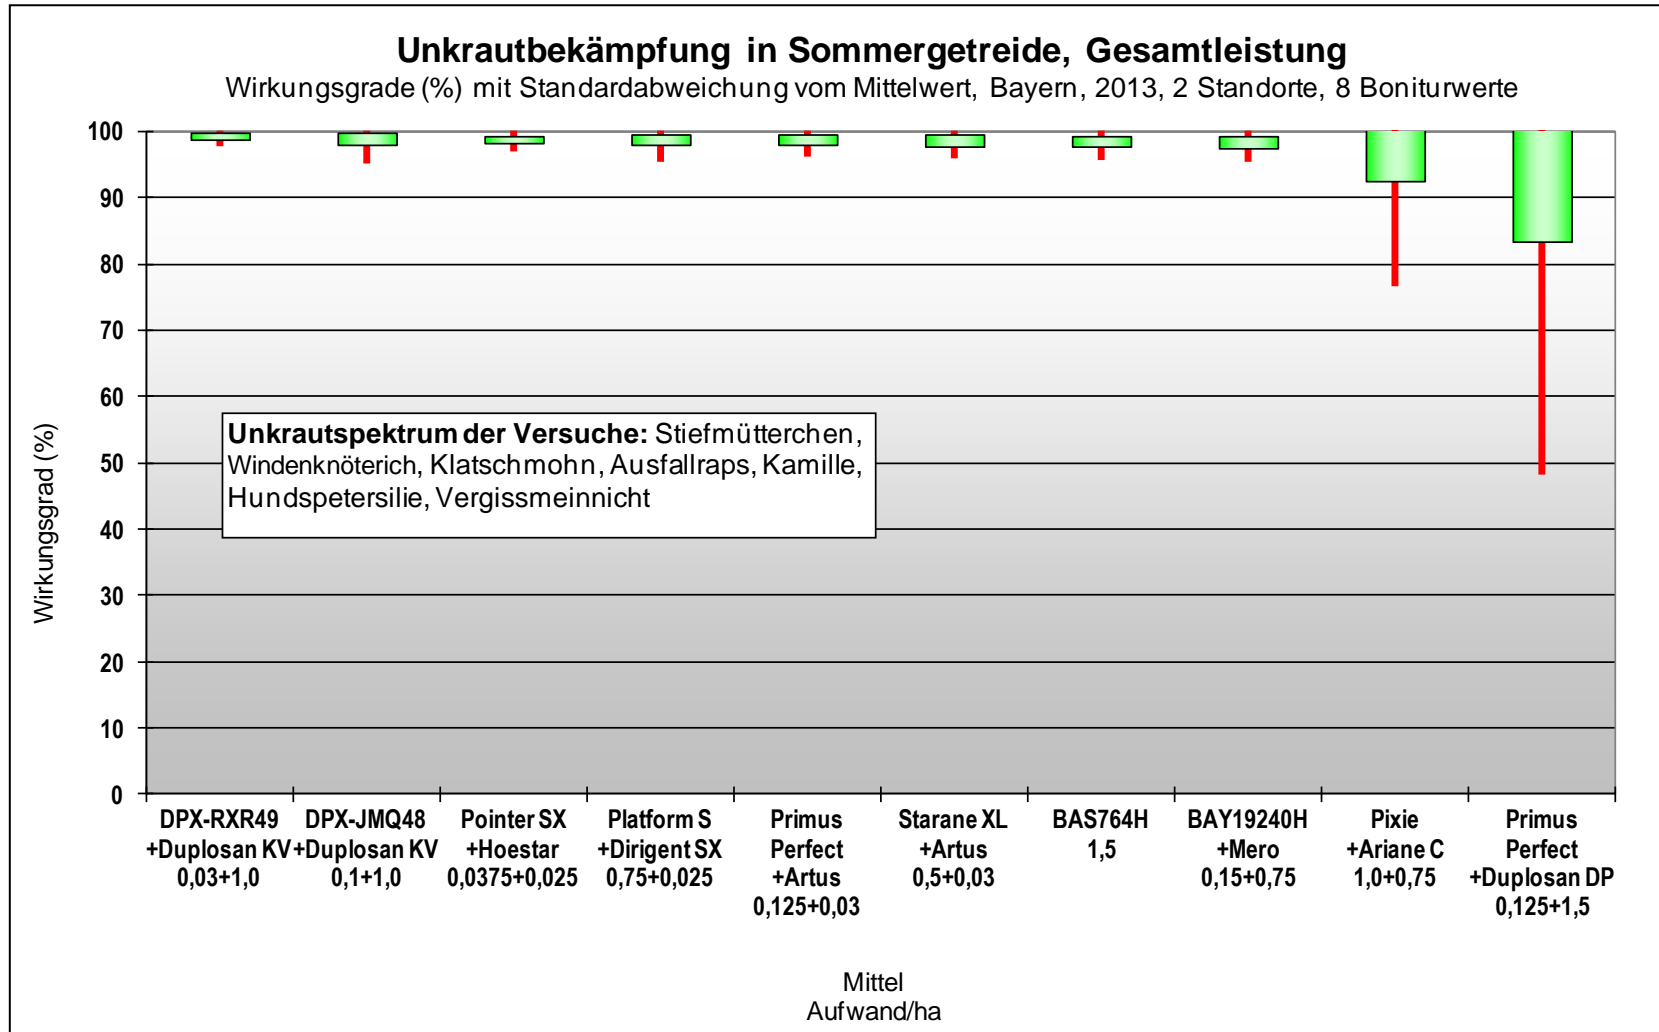 Unkrautbekämpfung in Sommergetreide, Gesamtleistung
Wirkungsgrade (%) mit Standardabweichung vom Mittelwert, Bayern, 2013, 2 Standorte, 8 Boniturwerte
Wirkungsgrad (%)
100
90
80
70
60
50
40
30
20
10
0
Unkrautspektrum der Versuche: Stiefmütterchen,
Windenknöterich, Klatschmohn, Ausfallraps, Kamille,
Hundspetersilie, Vergissmeinnicht
DPX-RXR49
+Duplosan KV
0,03+1,0
DPX-JMQ48
+Duplosan KV
0,1+1,0
Pointer SX
+Hoestar
0,0375+0,025
Platform S
+Dirigent SX
0,75+0,025
Primus
Perfect
+Artus
0,125+0,03
Starane XL
+Artus
0,5+0,03
BAS764H
1,5
BAY19240H
+Mero
0,15+0,75
Pixie
+Ariane C
1,0+0,75
Primus
Perfect
+Duplosan DP
0,125+1,5
Mittel
Aufwand/ha